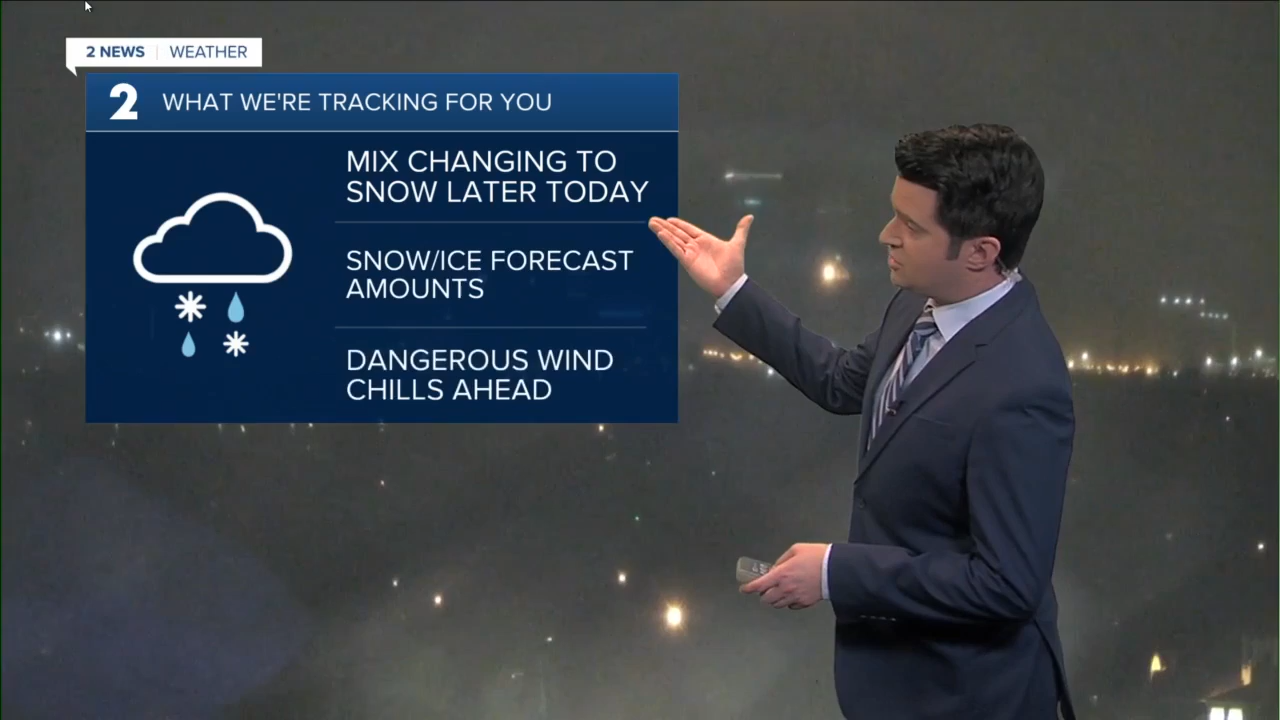 2 NEWS | WEATHER
2 WHAT WE'RE TRACKING FOR YOU
MIX CHANGING TO
SNOW LATER TODAY
SNOW/ICE FORECAST
AMOUNTS
DANGEROUS WIND
CHILLS AHEAD